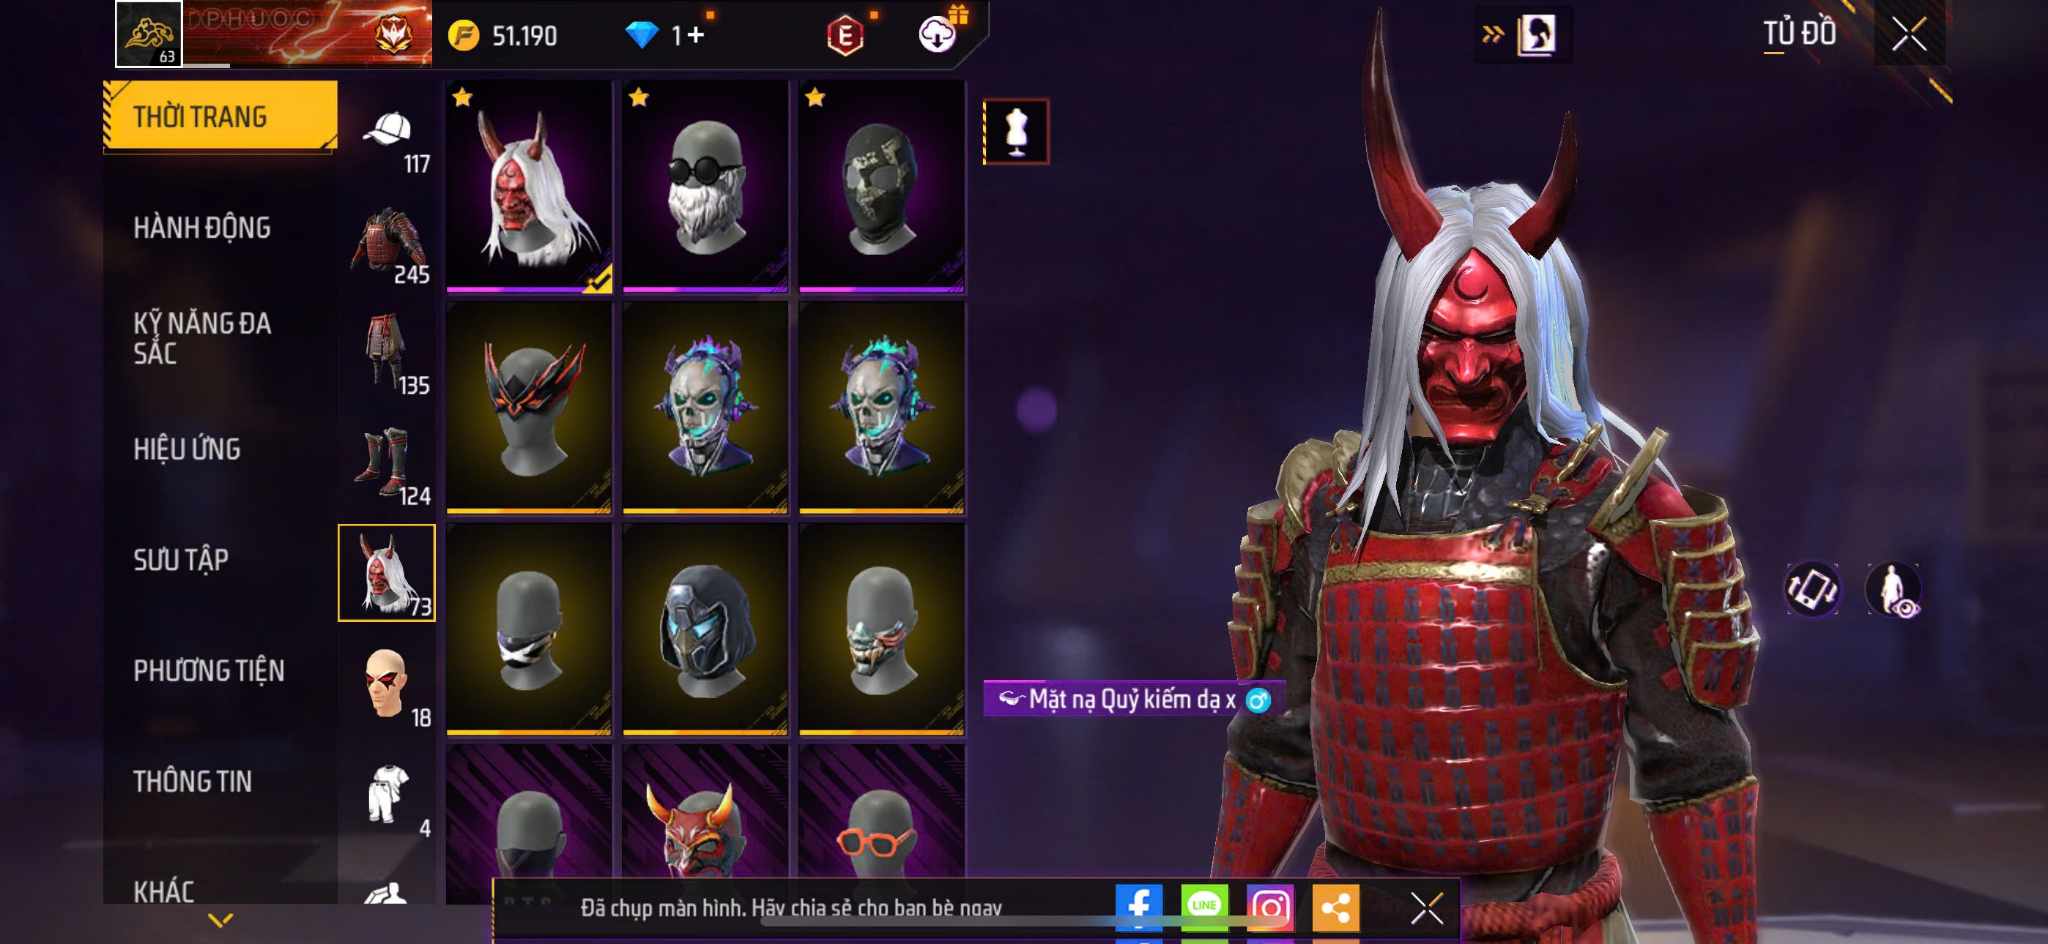 PHUOC
63
51.190
1+
E
TỦ ĐỒ
THỜI TRANG
HÀNH ĐỘNG
KỸ NĂNG ĐA
SẮC
HIỆU ỨNG
SƯU TẬP
PHƯƠNG TIỆN
THÔNG TIN
KHÁC
117
245
135
124
73
18
4
Mặt nạ Quỷ kiếm dạ x
Đã chụp màn hình. Hãy chia sẻ cho bạn bè ngay
LINE